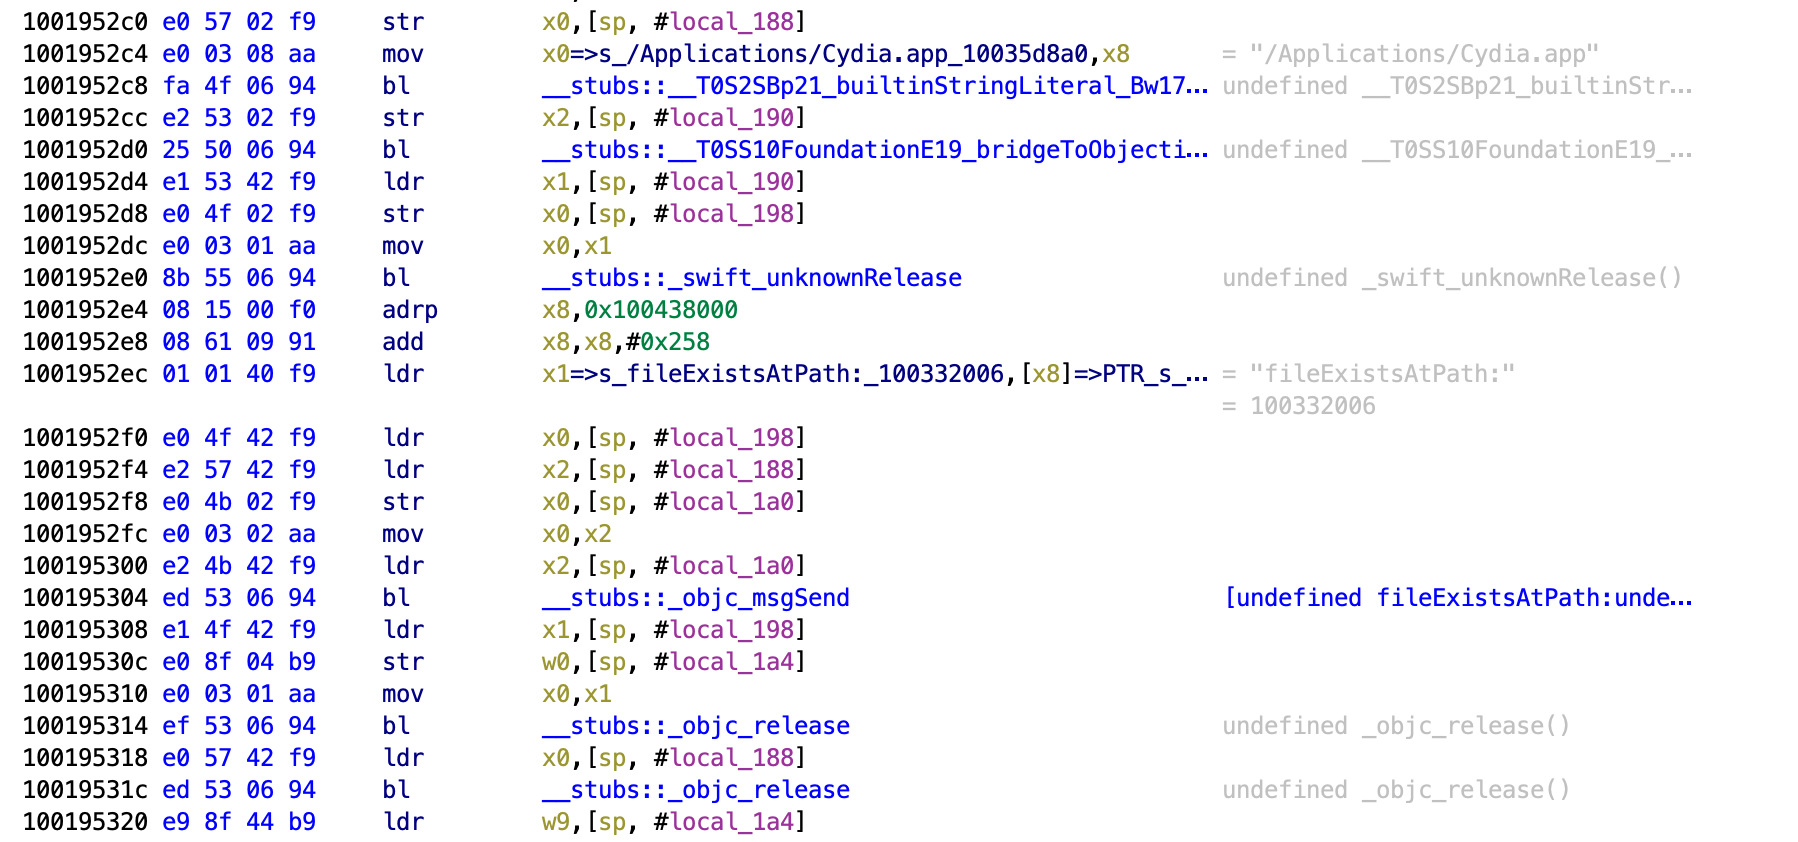 1001952c0 e0 57 02 f9 str x0,[sp, #local_188]
1001952c4 e0 03 08 aa mov x0=>s_/Applications/Cydia.app_10035d8a0,x8 = "/Applications/Cydia.app"
1001952c8 fa 4f 06 94 bl __stubs::__T0S2SBp21_builtinStringLiteral_Bw17... undefined __T0S2SBp21_builtinStr...
1001952cc e2 53 02 f9 str x2,[sp, #local_190]
1001952d0 25 50 06 94 bl __stubs::__T0SS10FoundationE19_bridgeToObjecti... undefined __T0SS10FoundationE19_...
1001952d4 e1 53 42 f9 ldr x1,[sp, #local_190]
1001952d8 e0 4f 02 f9 str x0,[sp, #local_198]
1001952dc e0 03 01 aa mov x0,x1
1001952e0 8b 55 06 94 bl __stubs::_swift_unknownRelease undefined _swift_unknownRelease()
1001952e4 08 15 00 f0 adrp x8,0x100438000
1001952e8 08 61 09 91 add x8,x8,#0x258
1001952ec 01 01 40 f9 ldr x1=>s_fileExistsAtPath:_100332006,[x8]=>PTR_s_... = "fileExistsAtPath:"
= 100332006
1001952f0 e0 4f 42 f9 ldr x0,[sp, #local_198]
1001952f4 e2 57 42 f9 ldr x2,[sp, #local_188]
1001952f8 e0 4b 02 f9 str x0,[sp, #local_1a0]
1001952fc e0 03 02 aa mov x0,x2
100195300 e2 4b 42 f9 ldr x2,[sp, #local_1a0]
100195304 ed 53 06 94 bl __stubs::_objc_msgSend [undefined fileExistsAtPath:unde...
100195308 e1 4f 42 f9 ldr x1,[sp, #local_198]
10019530c e0 8f 04 b9 str w0,[sp, #local_1a4]
100195310 e0 03 01 aa mov x0,x1
100195314 ef 53 06 94 bl __stubs::_objc_release undefined _objc_release()
100195318 e0 57 42 f9 ldr x0,[sp, #local_188]
10019531c ed 53 06 94 bl __stubs::_objc_release undefined _objc_release()
100195320 e9 8f 44 b9 ldr w9,[sp, #local_1a4]